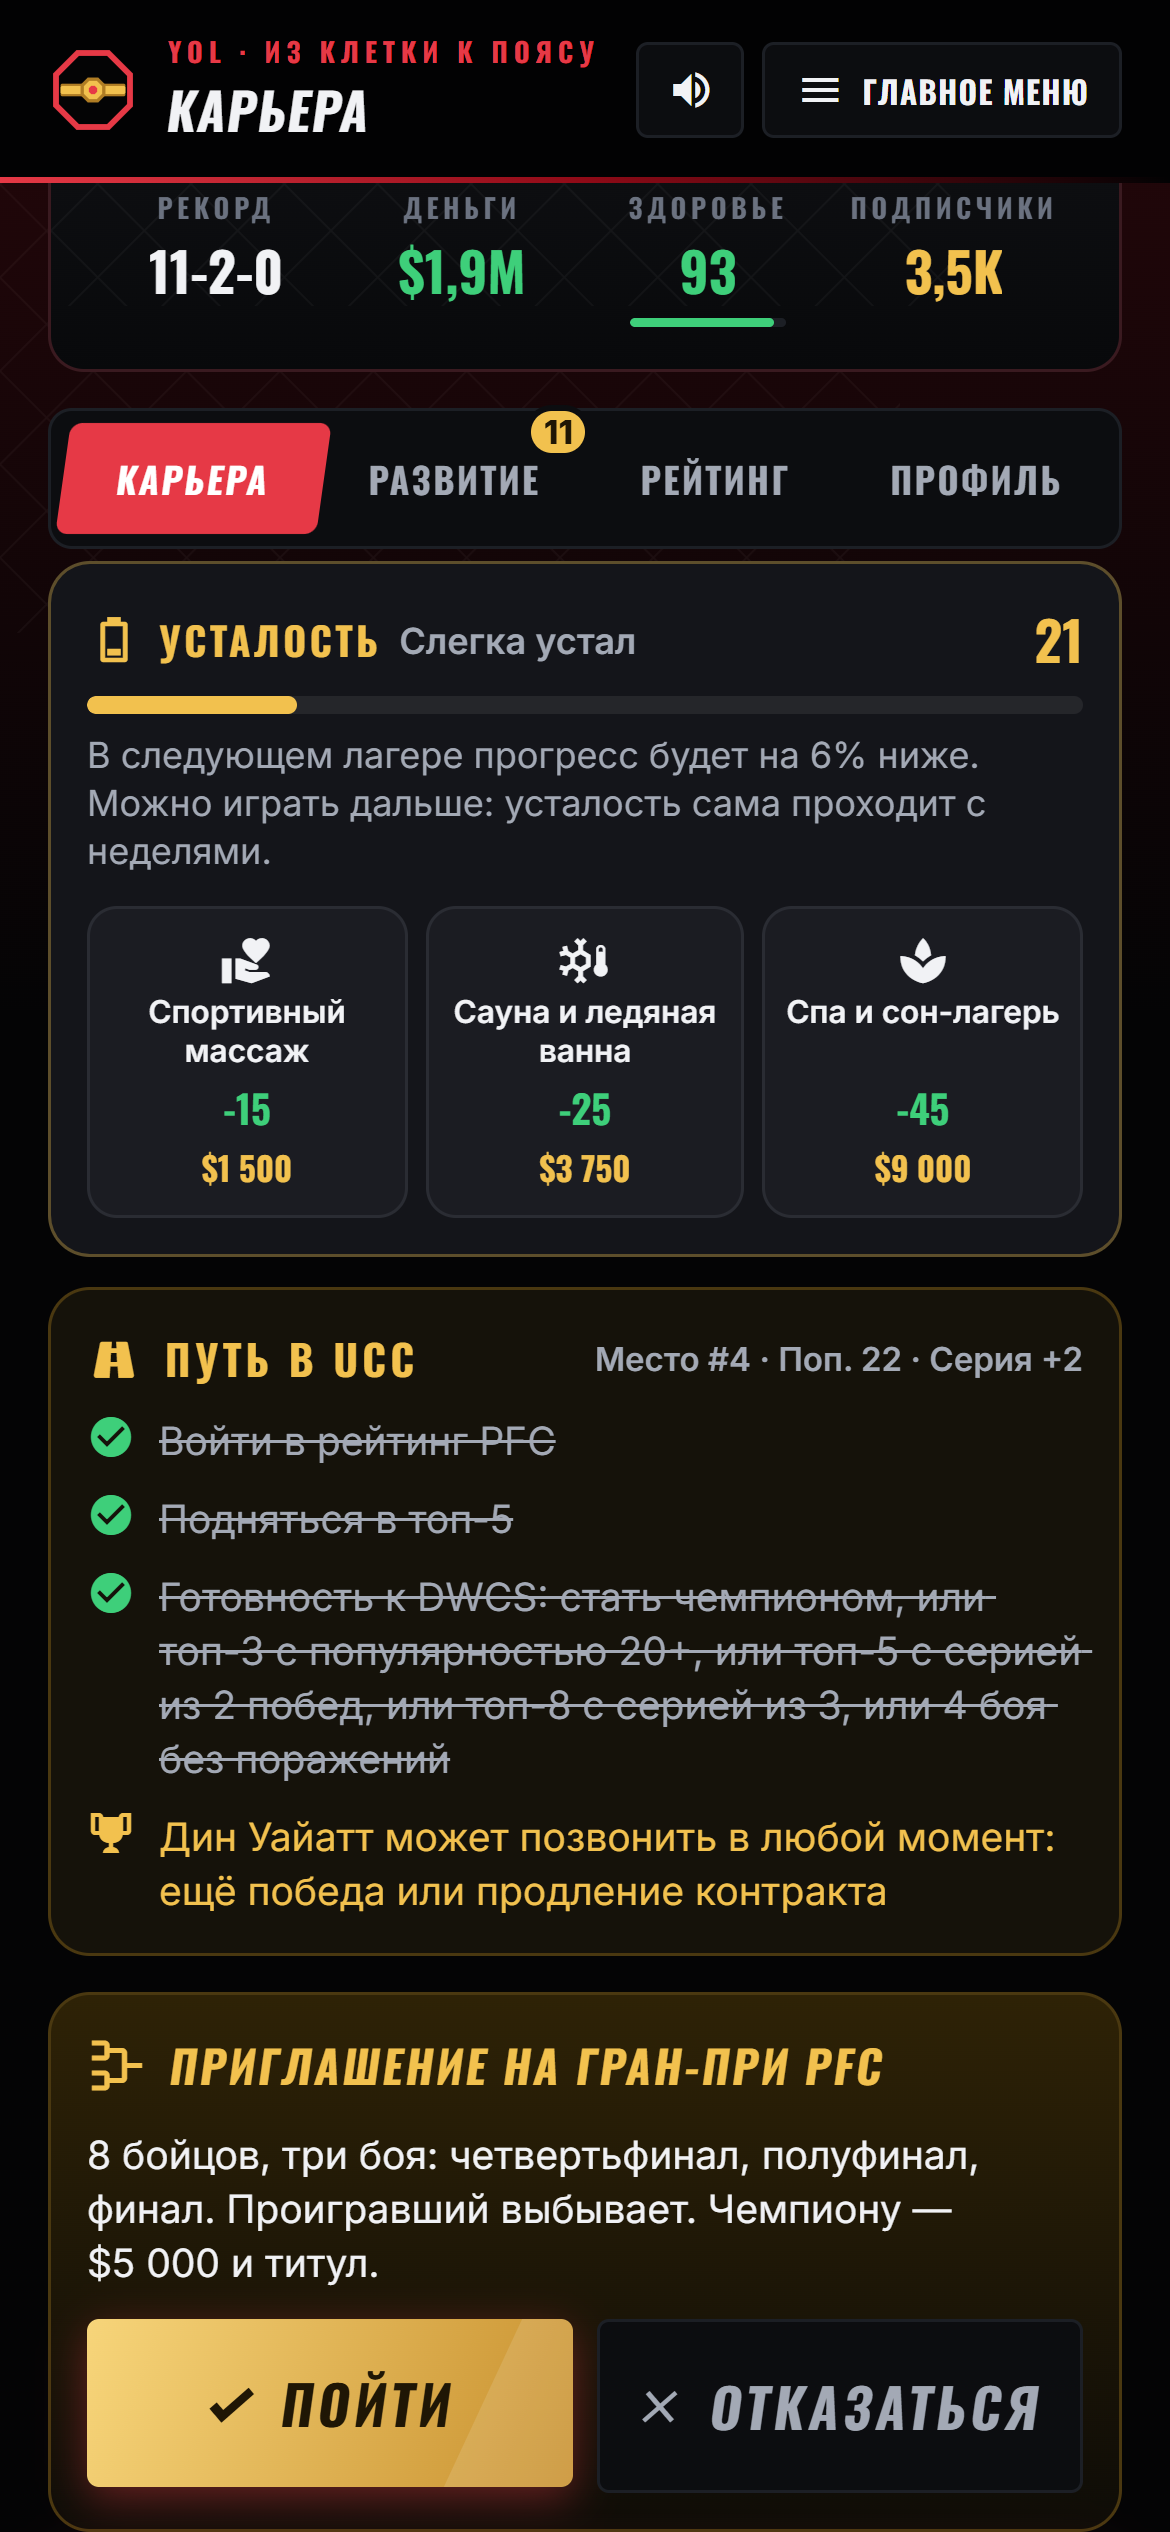 YOL · ИЗ КЛЕТКИ К ПОЯСУ
КАРЬЕРА
ГЛАВНОЕ МЕНЮ
РЕКОРД ДЕНЬГИ ЗДОРОВЬЕ ПОДПИСЧИКИ
11-2-0 $1,9M 93 3,5K
11
КАРЬЕРА РАЗВИТИЕ РЕЙТИНГ ПРОФИЛЬ
УСТАЛОСТЬ Слегка устал 21
В следующем лагере прогресс будет на 6% ниже.
Можно играть дальше: усталость сама проходит с
неделями.
Спортивный
массаж
-15
$1 500
Сауна и ледяная
ванна
-25
$3 750
Спа и сон-лагерь
-45
$9 000
ПУТЬ В UCC Место #4 · Поп. 22 · Серия +2
Войти в рейтинг PFC
Подняться в топ-5
Готовность к DWCS: стать чемпионом, или
топ-3 с популярностью 20+, или топ-5 с серией
из 2 побед, или топ-8 с серией из 3, или 4 боя
без поражений
Дин Уайатт может позвонить в любой момент:
ещё победа или продление контракта
ПРИГЛАШЕНИЕ НА ГРАН-ПРИ PFC
8 бойцов, три боя: четвертьфинал, полуфинал,
финал. Проигравший выбывает. Чемпиону —
$5 000 и титул.
ПОЙТИ ОТКАЗАТЬСЯ